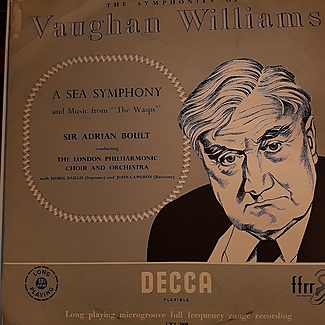 THE SYMPHONIES OF
Vaughan Williams
A SEA SYMPHONY
and Music from "The Wasps"
SIR ADRIAN BOULT
conducting
THE LONDON PHILHARMONIC
CHOIR AND ORCHESTRA
with ISOBEL BAILLIE (Soprano) and JOHN CAMERON (Baritone)
LONG
PLAYING
DECCA
FLEXIBLE
ffrr
Long playing microgroove full frequency range recording